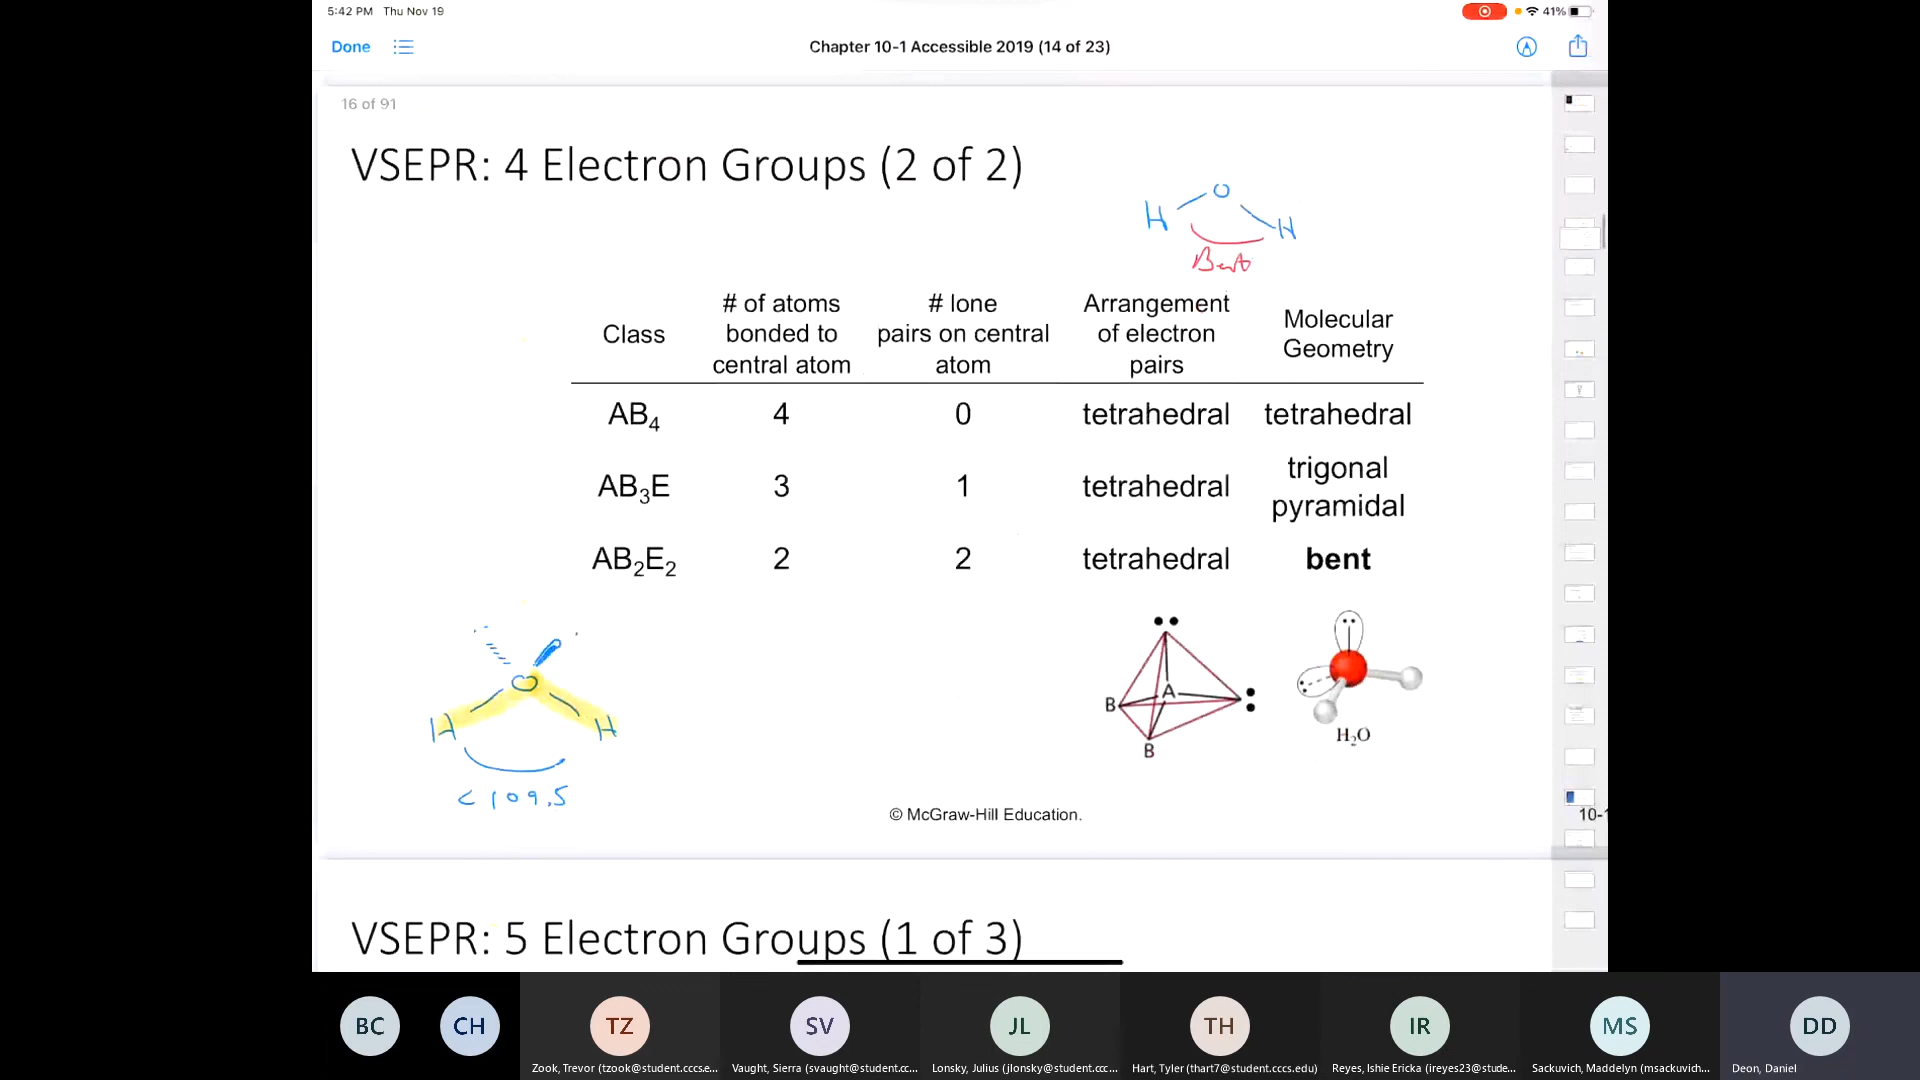 5:42 PM Thu Nov 19
41%
Done
Chapter 10-1 Accessible 2019 (14 of 23)
16 of 91
VSEPR: 4 Electron Groups (2 of 2)
H O H
Bent
Class
# of atoms bonded to central atom
# lone pairs on central atom
Arrangement of electron pairs
Molecular Geometry
AB4 4 0 tetrahedral tetrahedral
AB3E 3 1 tetrahedral trigonal pyramidal
AB2E2 2 2 tetrahedral bent
O
H H
< 109.5
A
B
B
H2O
© McGraw-Hill Education.
10-1
VSEPR: 5 Electron Groups (1 of 3)
BC CH TZ SV JL TH IR MS DD
Zook, Trevor (tzook@student.cccs.e...
Vaught, Sierra (svaught@student.cc...
Lonsky, Julius (jlonsky@student.ccc...
Hart, Tyler (thart7@student.cccs.edu)
Reyes, Ishie Ericka (ireyes23@stude...
Sackuvich, Maddelyn (msackuvich...
Deon, Daniel